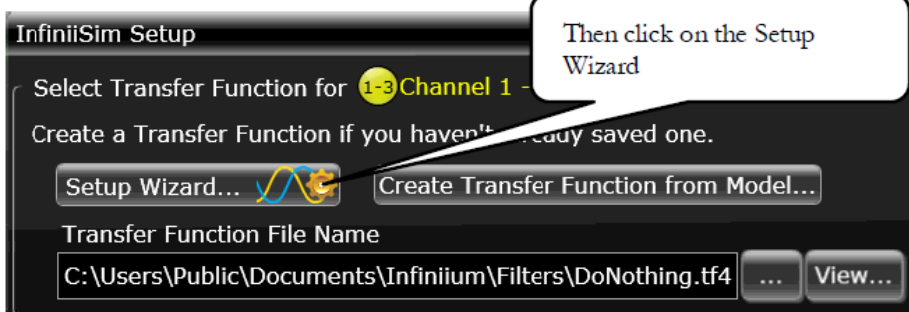 InfiniiSim Setup
Then click on the Setup
Wizard
Select Transfer Function for 1-3 Channel 1 -
Create a Transfer Function if you haven't eady saved one.
Setup Wizard...
Create Transfer Function from Model...
Transfer Function File Name
C:\Users\Public\Documents\Infiniium\Filters\DoNothing.tf4
...
View...